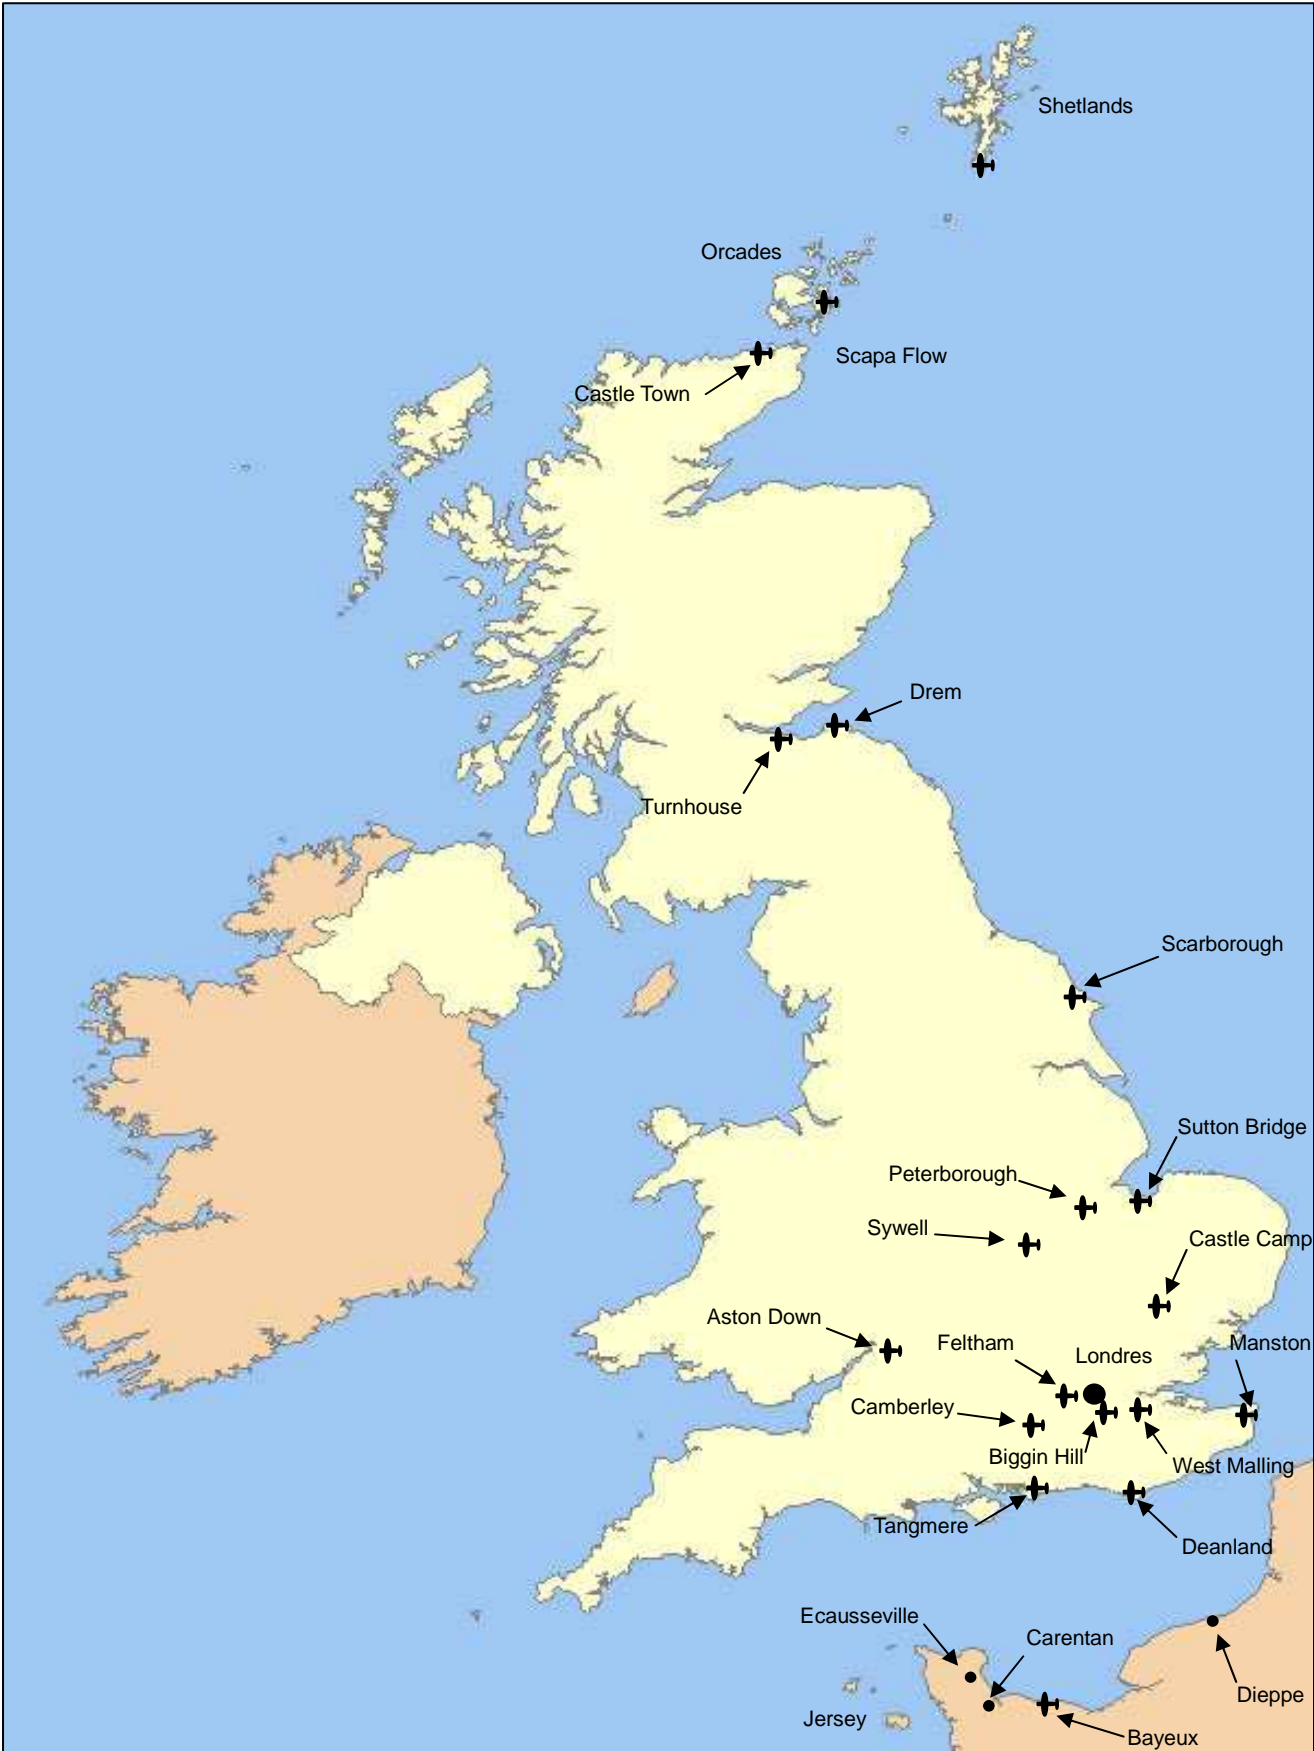 Shetlands
Orcades
Scapa Flow
Castle Town
Drem
Turnhouse
Scarborough
Sutton Bridge
Peterborough
Sywell
Castle Camp
Aston Down
Feltham
Londres
Manston
Camberley
Biggin Hill
West Malling
Tangmere
Deanland
Ecausseville
Carentan
Dieppe
Jersey
Bayeux